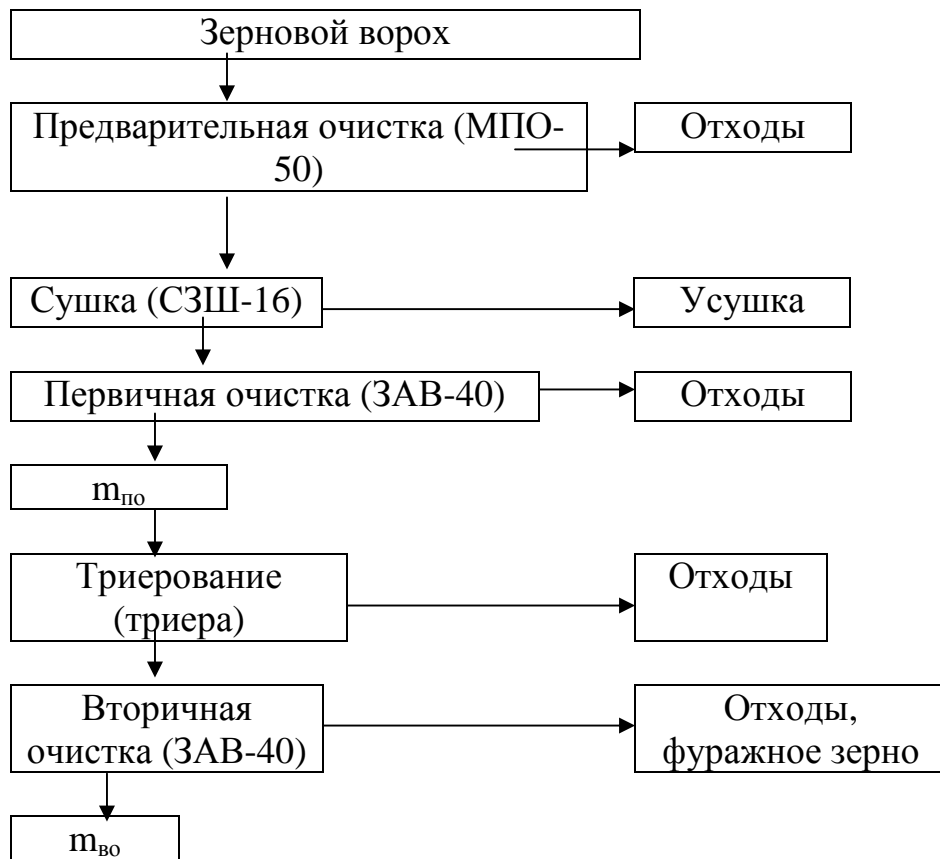 Зерновой ворох
Предварительная очистка (МПО-
50)
Отходы
Сушка (СЗШ-16)
Усушка
Первичная очистка (ЗАВ-40)
Отходы
mпо
Триерование
(триера)
Отходы
Вторичная
очистка (ЗАВ-40)
Отходы,
фуражное зерно
mво